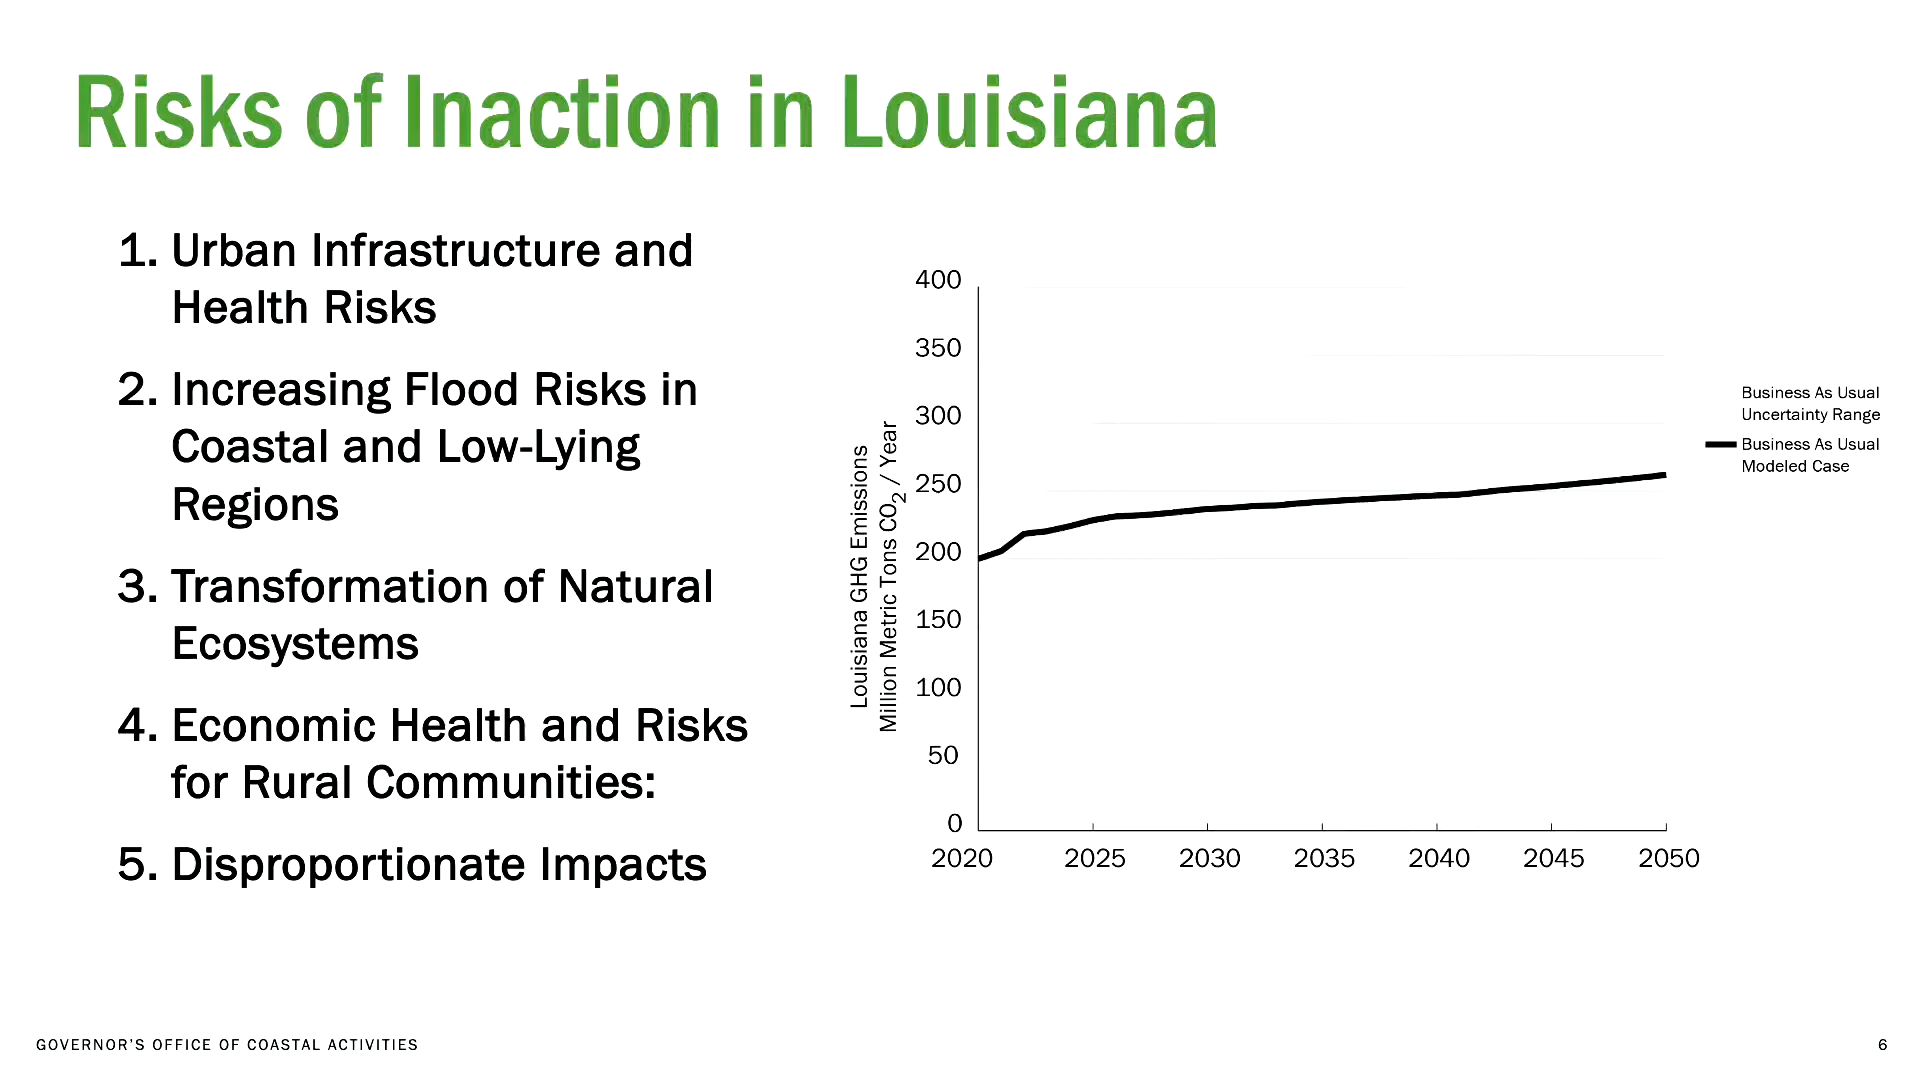 Risks of Inaction in Louisiana
1. Urban Infrastructure and
Health Risks
2. Increasing Flood Risks in
Coastal and Low-Lying
Regions
3. Transformation of Natural
Ecosystems
4. Economic Health and Risks
for Rural Communities:
5. Disproportionate Impacts
Louisiana GHG Emissions
Million Metric Tons CO₂ / Year
400
350
300
250
200
150
100
50
0
2020 2025 2030 2035 2040 2045 2050
Business As Usual
Uncertainty Range
Business As Usual
Modeled Case
GOVERNOR'S OFFICE OF COASTAL ACTIVITIES
6